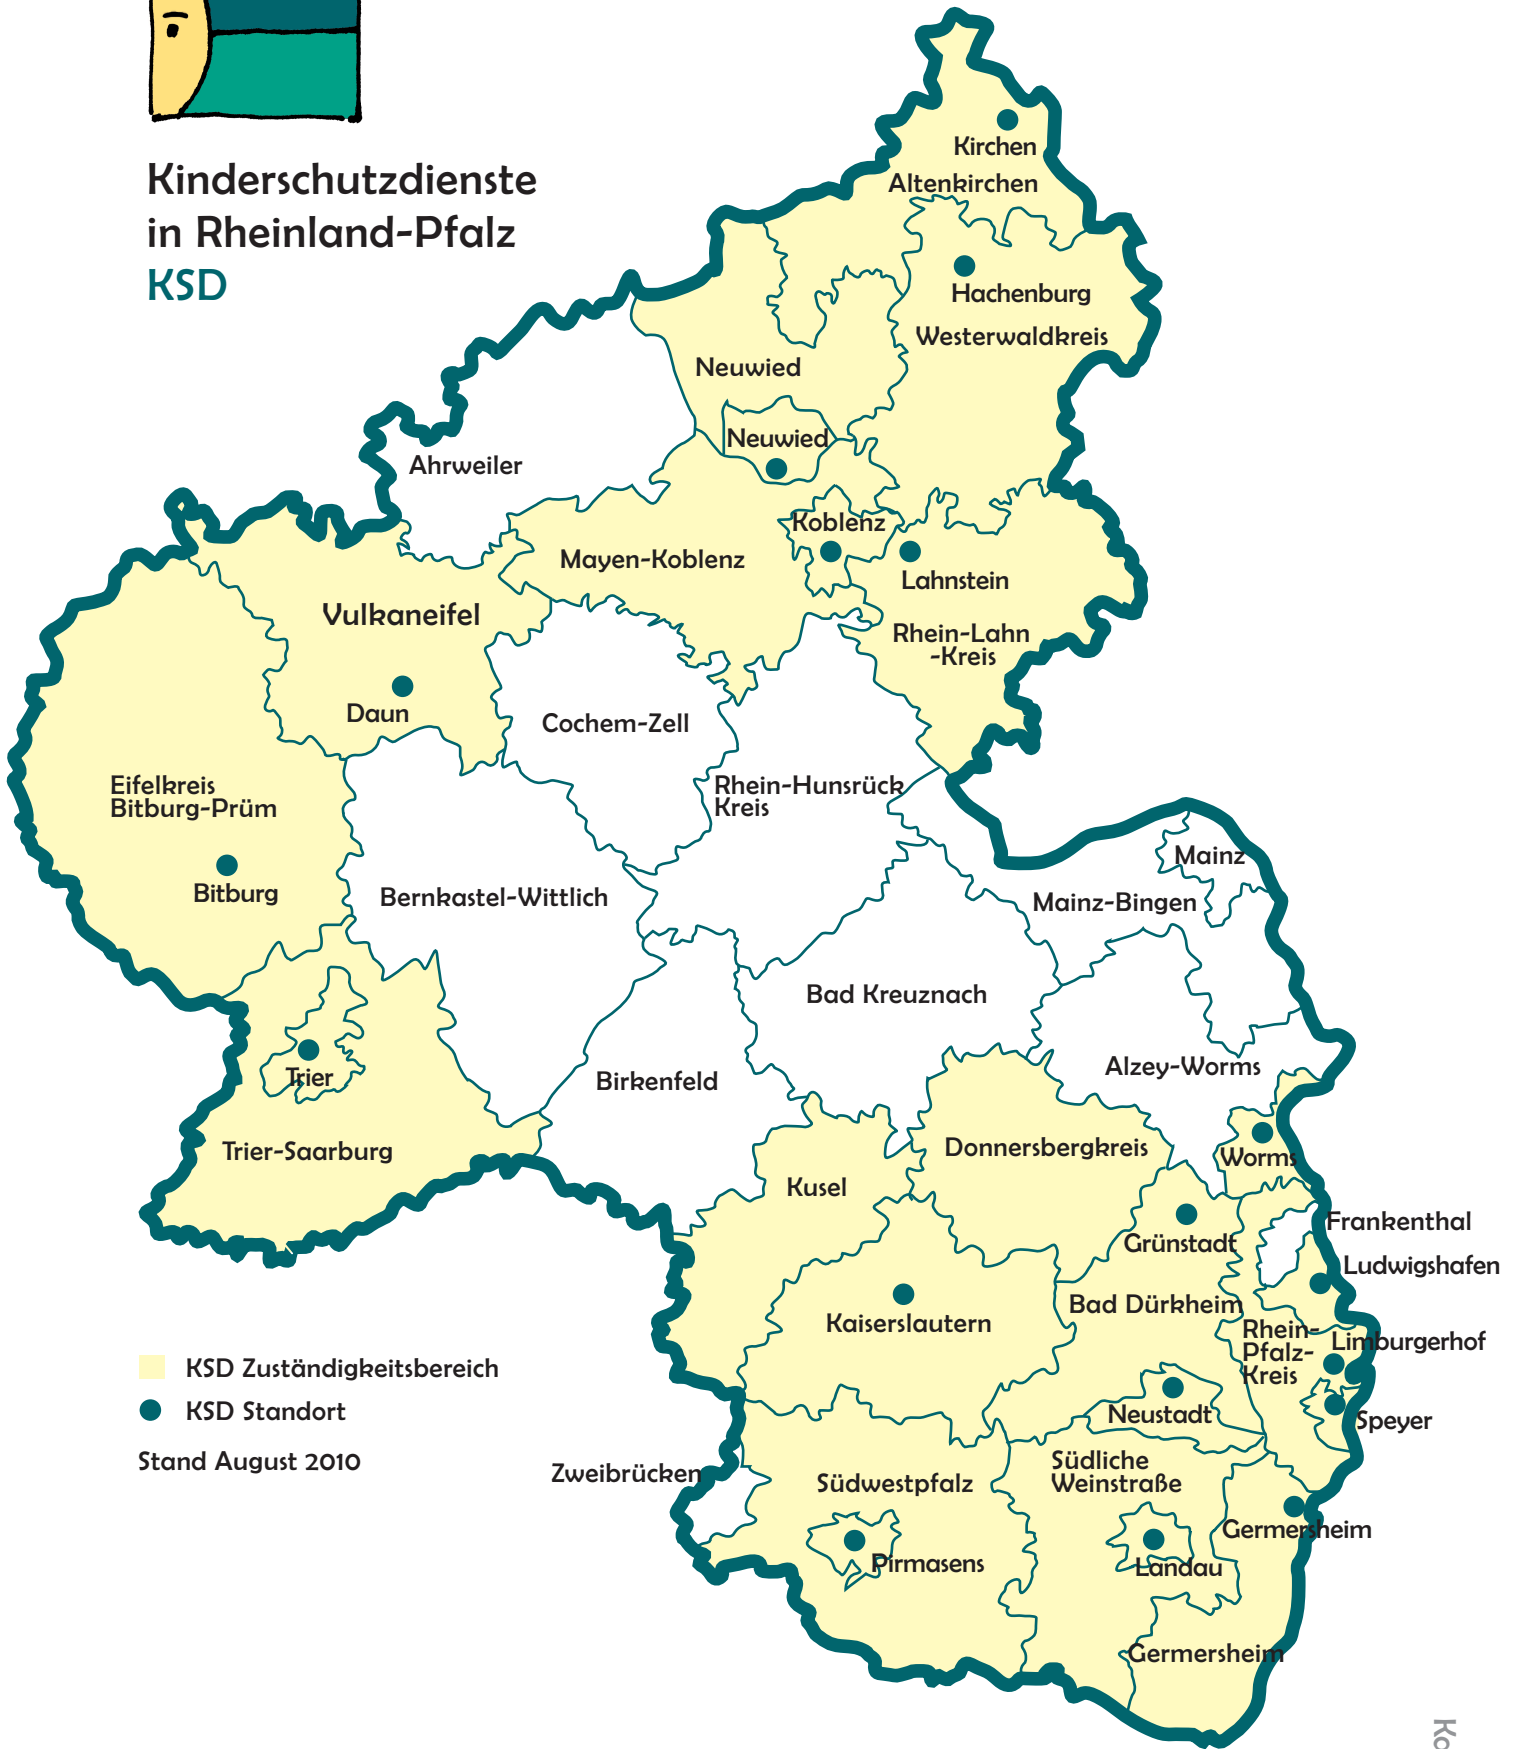 Kinderschutzdienste
in Rheinland-Pfalz
KSD
Kirchen
Altenkirchen
Hachenburg
Westerwaldkreis
Neuwied
Neuwied
Ahrweiler
Koblenz
Mayen-Koblenz
Lahnstein
Vulkaneifel
Rhein-Lahn
-Kreis
Daun
Cochem-Zell
Eifelkreis
Bitburg-Prüm
Rhein-Hunsrück
Kreis
Mainz
Bitburg
Bernkastel-Wittlich
Mainz-Bingen
Bad Kreuznach
Trier
Birkenfeld
Alzey-Worms
Trier-Saarburg
Donnersbergkreis
Worms
Kusel
Frankenthal
Grünstadt
Ludwigshafen
Bad Dürkheim
Kaiserslautern
Rhein-
Pfalz-
Kreis
Limburgerhof
KSD Zuständigkeitsbereich
KSD Standort
Neustadt
Speyer
Stand August 2010
Zweibrücken
Südwestpfalz
Südliche
Weinstraße
Germersheim
Pirmasens
Landau
Germersheim
Ko